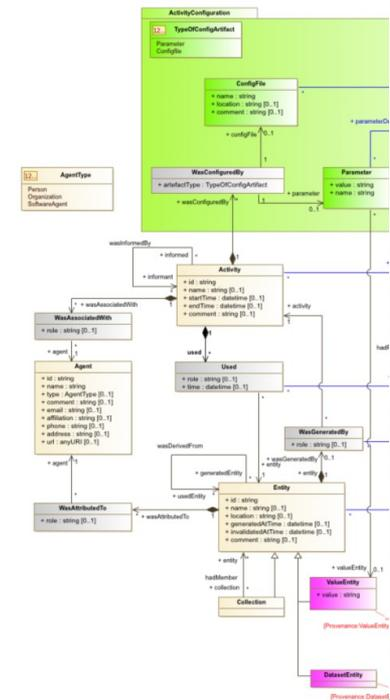 ActivityConfiguration
12..
TypeOfConfigArtifact
Parameter
Configfile
ConfigFile
+ name : string
+ location : string [0..1]
+ comment : string [0..1]
+ configFile
0..1
1
WasConfiguredBy
+ artefactType : TypeOfConfigArtifact
+ wasConfiguredBy
1
+ parameter
0..1
Parameter
+ value : string
+ name : string
12..
AgentType
Person
Organization
SoftwareAgent
wasInformedBy
+ informed
+ informant
Activity
+ id : string
+ name : string [0..1]
+ startTime : datetime [0..1]
+ endTime : datetime [0..1]
+ comment : string [0..1]
+ wasAssociatedWith
WasAssociatedWith
+ role : string [0..1]
+ agent
+ activity
used
Used
+ role : string [0..1]
+ time : datetime [0..1]
Agent
+ id : string
+ name : string
+ type : AgentType [0..1]
+ comment : string [0..1]
+ email : string [0..1]
+ affiliation : string [0..1]
+ phone : string [0..1]
+ address : string [0..1]
+ url : anyURI [0..1]
+ agent
WasGeneratedBy
+ role : string [0..1]
wasDerivedFrom
+ wasGeneratedBy
0..1
+ entity
+ generatedEntity
+ entity
+ usedEntity
Entity
+ id : string
+ name : string [0..1]
+ location : string [0..1]
+ generatedAtTime : datetime [0..1]
+ invalidatedAtTime : datetime [0..1]
+ comment : string [0..1]
WasAttributedTo
+ role : string [0..1]
+ wasAttributedTo
+ entity
hadMember
+ collection
Collection
+ valueEntity
0..1
ValueEntity
+ value : string
[Provenance:ValueEntity
DatasetEntity